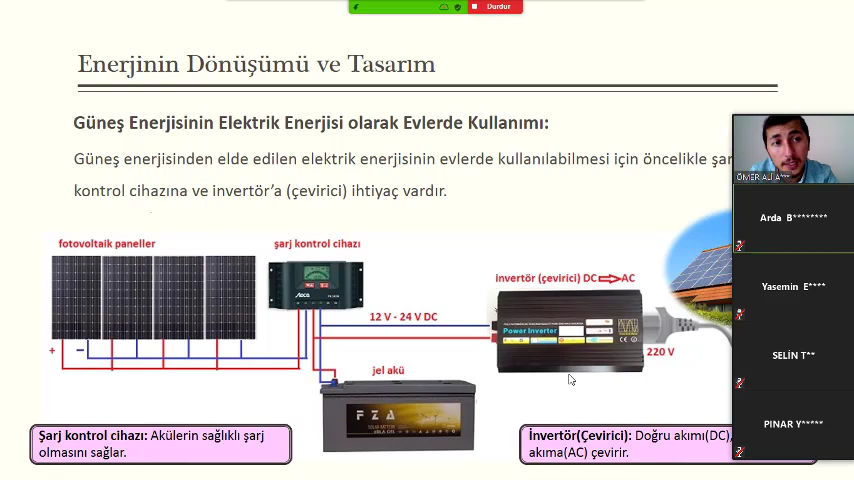 Durdur
Enerjinin Dönüşümü ve Tasarım
Güneş Enerjisinin Elektrik Enerjisi olarak Evlerde Kullanımı:
Güneş enerjisinden elde edilen elektrik enerjisinin evlerde kullanılabilmesi için öncelikle şar
kontrol cihazına ve invertör’a (çevirici) ihtiyaç vardır.
fotovoltaik paneller
şarj kontrol cihazı
invertör (çevirici) DC AC
12 V - 24 V DC
Power Inverter
220 V
+
−
jel akü
FZA
Şarj kontrol cihazı: Akülerin sağlıklı şarj
olmasını sağlar.
İnvertör(Çevirici): Doğru akımı(DC),
akıma(AC) çevirir.
ÖMER ALİ A***
Arda B********
Yasemin E****
SELİN T**
PINAR Y*****